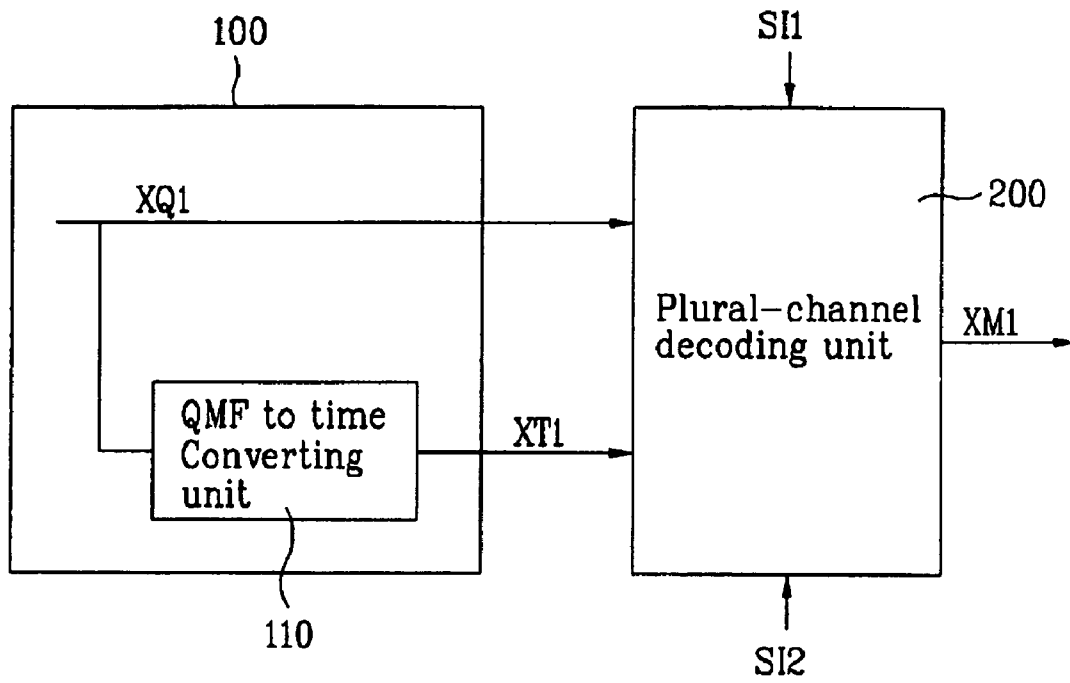 100
SI1
XQ1
200
Plural-channel
decoding unit
XM1
QMF to time
Converting
unit
XT1
110
SI2